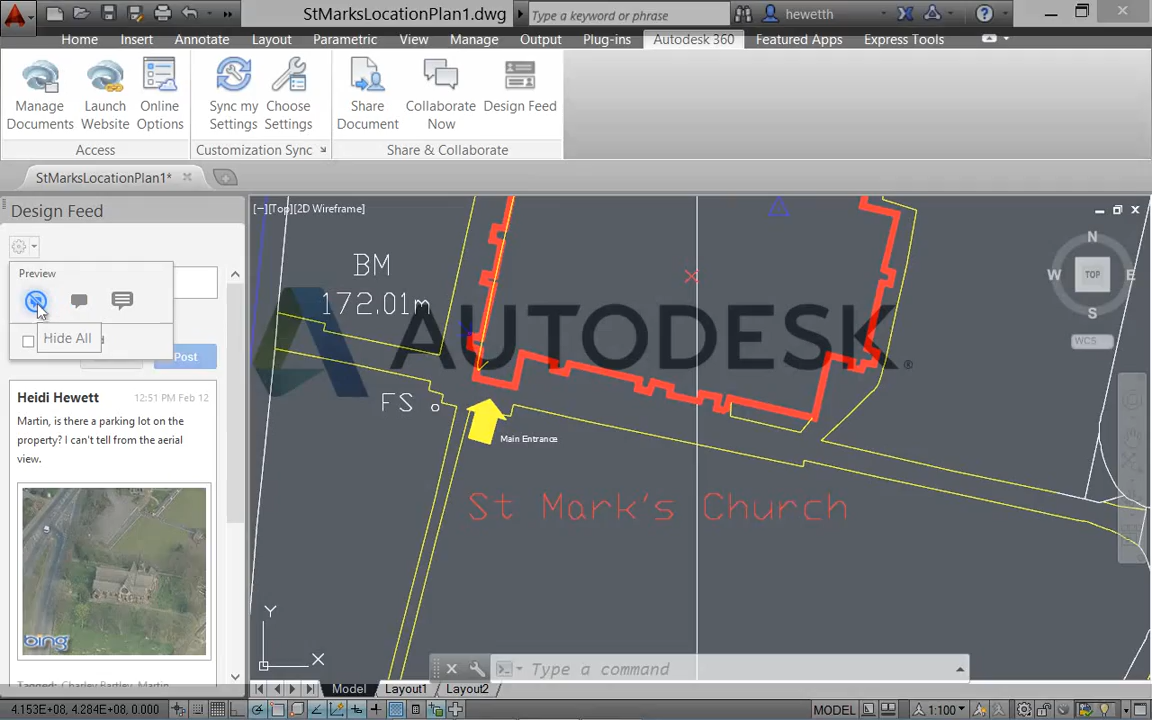 StMarksLocationPlan1.dwg
Type a keyword or phrase
hewetth
Home Insert Annotate Layout Parametric View Manage Output Plug-ins Autodesk 360 Featured Apps Express Tools
Manage Documents
Launch Website
Online Options
Sync my Settings
Choose Settings
Share Document
Collaborate Now
Design Feed
Access
Customization Sync
Share & Collaborate
StMarksLocationPlan1*
Design Feed
Preview
Hide All
Post
Heidi Hewett 12:51 PM Feb 12
Martin, is there a parking lot on the
property? I can't tell from the aerial
view.
bing
Tagged: Charley Bartley, Martin
[−][Top][2D Wireframe]
BM
172.01m
AUTODESK®
FS
Main Entrance
St Mark's Church
N
W TOP E
S
WCS
Y
X
Type a command
Model Layout1 Layout2
4.153E+08, 4.284E+08, 0.000
MODEL
1:100